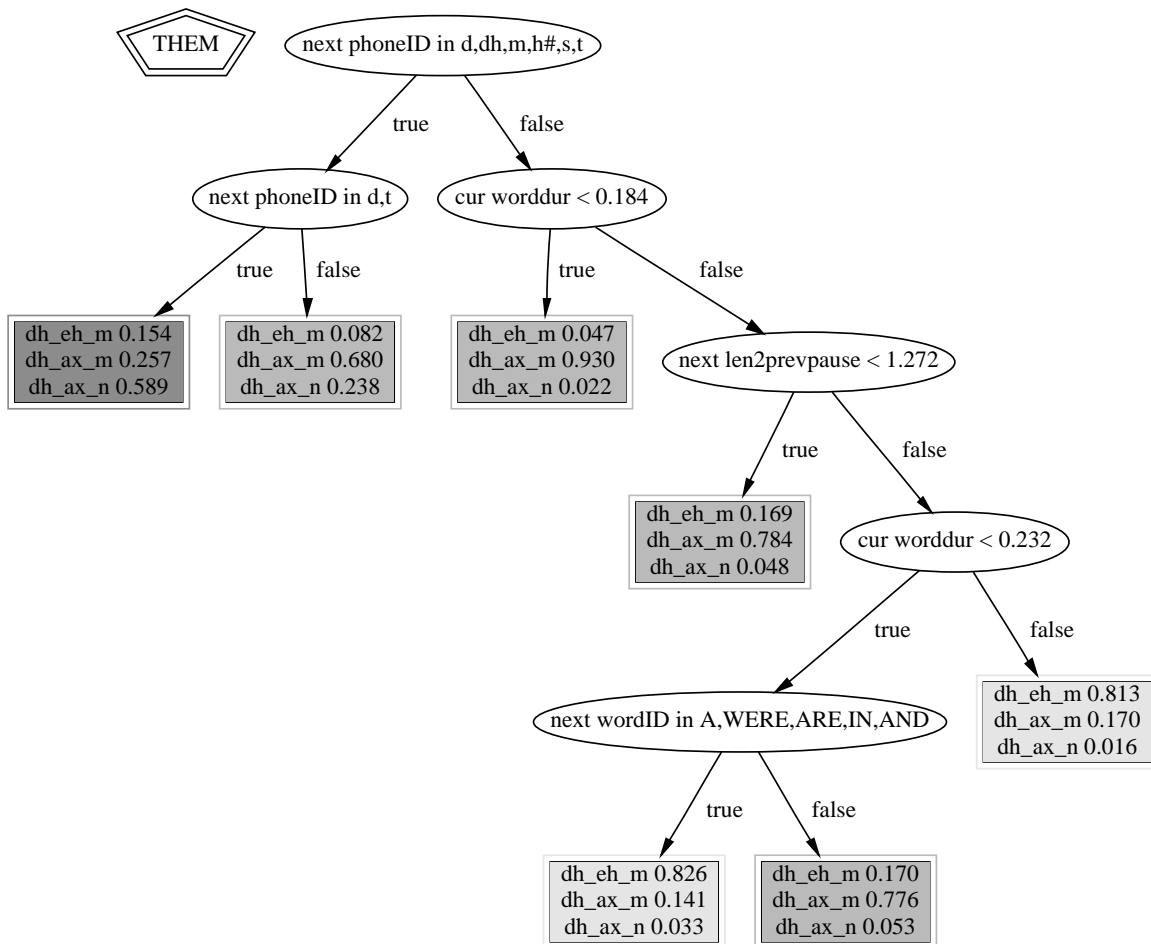 THEM
next phoneID in d,dh,m,h#,s,t
true
false
next phoneID in d,t
cur worddur < 0.184
true
false
true
false
dh_eh_m 0.154
dh_ax_m 0.257
dh_ax_n 0.589
dh_eh_m 0.082
dh_ax_m 0.680
dh_ax_n 0.238
dh_eh_m 0.047
dh_ax_m 0.930
dh_ax_n 0.022
next len2prevpause < 1.272
true
false
dh_eh_m 0.169
dh_ax_m 0.784
dh_ax_n 0.048
cur worddur < 0.232
true
false
next wordID in A,WERE,ARE,IN,AND
dh_eh_m 0.813
dh_ax_m 0.170
dh_ax_n 0.016
true
false
dh_eh_m 0.826
dh_ax_m 0.141
dh_ax_n 0.033
dh_eh_m 0.170
dh_ax_m 0.776
dh_ax_n 0.053